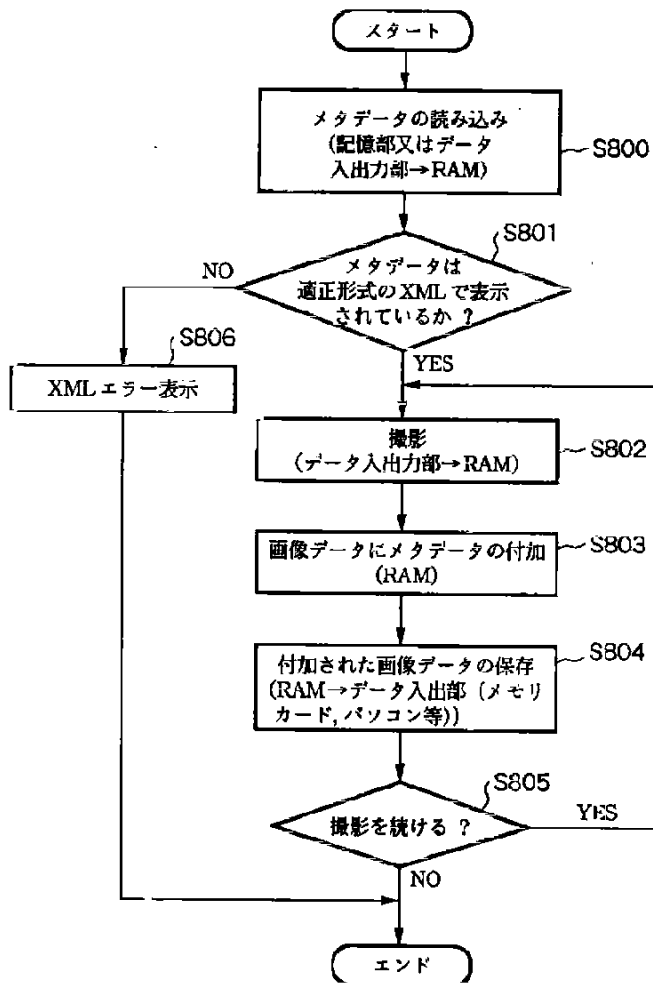 スタート
メタデータの読み込み
(記憶部又はデータ
入出力部→RAM)
S800
S801
メタデータは
適正形式のXMLで表示
されているか ?
NO
YES
S806
XMLエラー表示
撮影
(データ入出力部→RAM)
S802
画像データにメタデータの付加
(RAM)
S803
付加された画像データの保存
(RAM→データ入出部 (メモリ
カード, パソコン等))
S804
S805
撮影を続ける ?
YES
NO
エンド